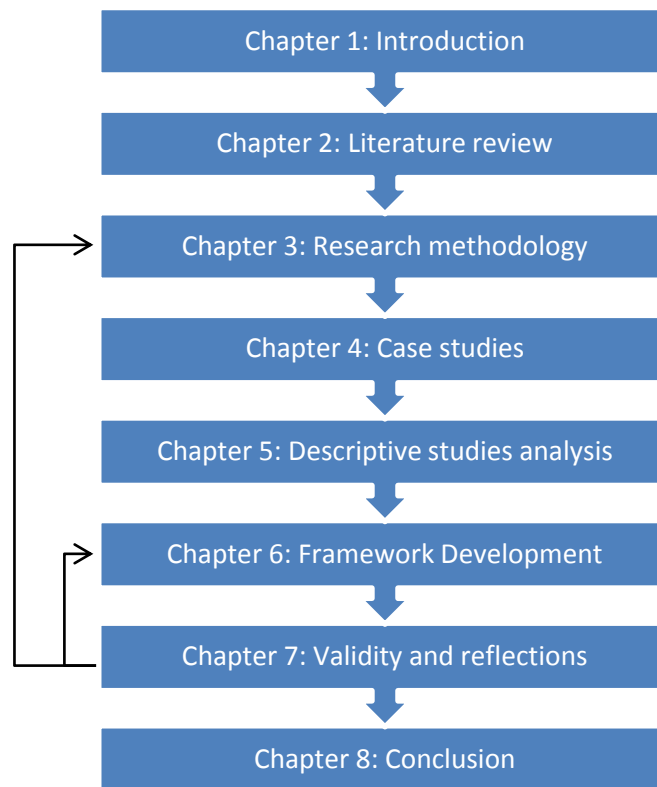 Chapter 1: Introduction
Chapter 2: Literature review
Chapter 3: Research methodology
Chapter 4: Case studies
Chapter 5: Descriptive studies analysis
Chapter 6: Framework Development
Chapter 7: Validity and reflections
Chapter 8: Conclusion